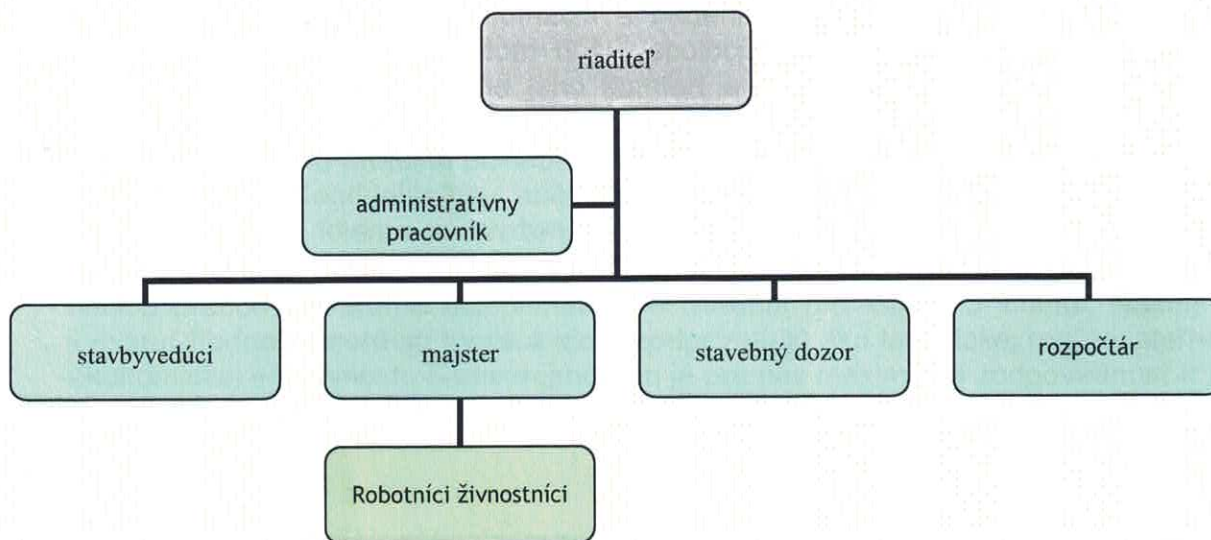 riaditeľ
administratívny
pracovník
stavbyvedúci
majster
stavebný dozor
rozpočtár
Robotníci živnostníci